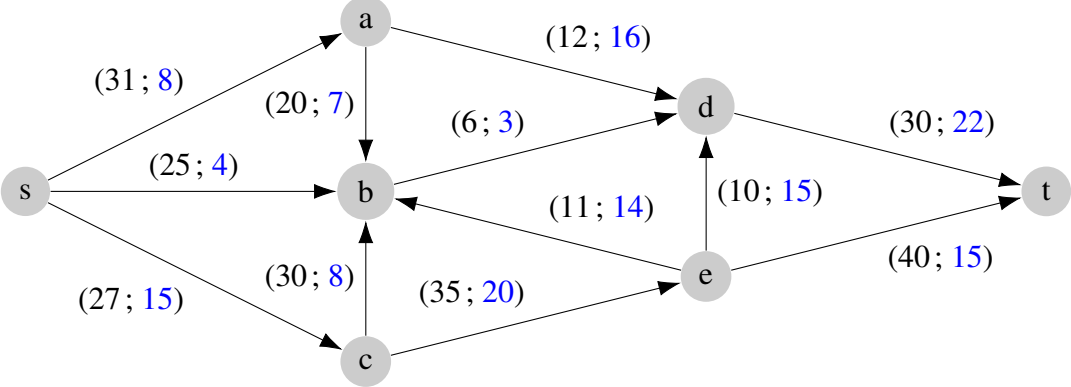 a
(12; 16)
(31; 8)
(20; 7)
d
(6; 3)
(30; 22)
(25; 4)
s
b
(10; 15)
t
(11; 14)
(40; 15)
(30; 8)
e
(27; 15)
(35; 20)
c